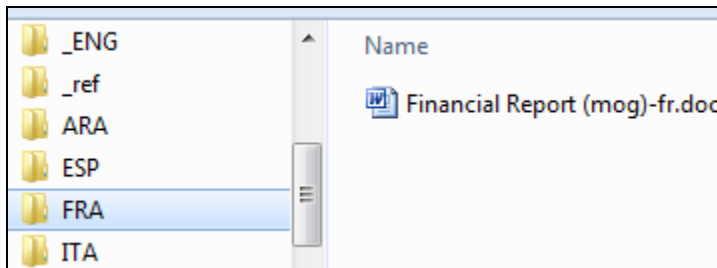 _ENG
_ref
ARA
ESP
FRA
ITA
Name
Financial Report (mog)-fr.doc